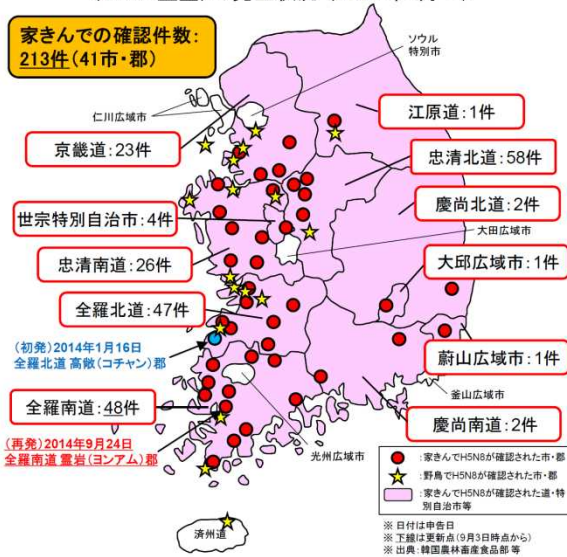 家きんでの確認件数:
213件(41市・郡)
ソウル
特別市
仁川広域市
江原道:1件
京畿道:23件
忠清北道:58件
世宗特別自治市:4件
慶尚北道:2件
大田広域市
忠清南道:26件
大邱広域市:1件
全羅北道:47件
(初発)2014年1月16日
全羅北道 高敞(コチャン)郡
蔚山広域市:1件
釜山広域市
全羅南道:48件
慶尚南道:2件
(再発)2014年9月24日
全羅南道 霊岩(ヨンアム)郡
光州広域市
:家きんでH5N8が確認された市・郡
:野鳥でH5N8が確認された市・郡
:家きんでH5N8が確認された道・特別自治市等
済州道
※ 日付は申告日
※ 下線は更新点(9月3日時点から)
※ 出典:韓国農林畜産食品部 等